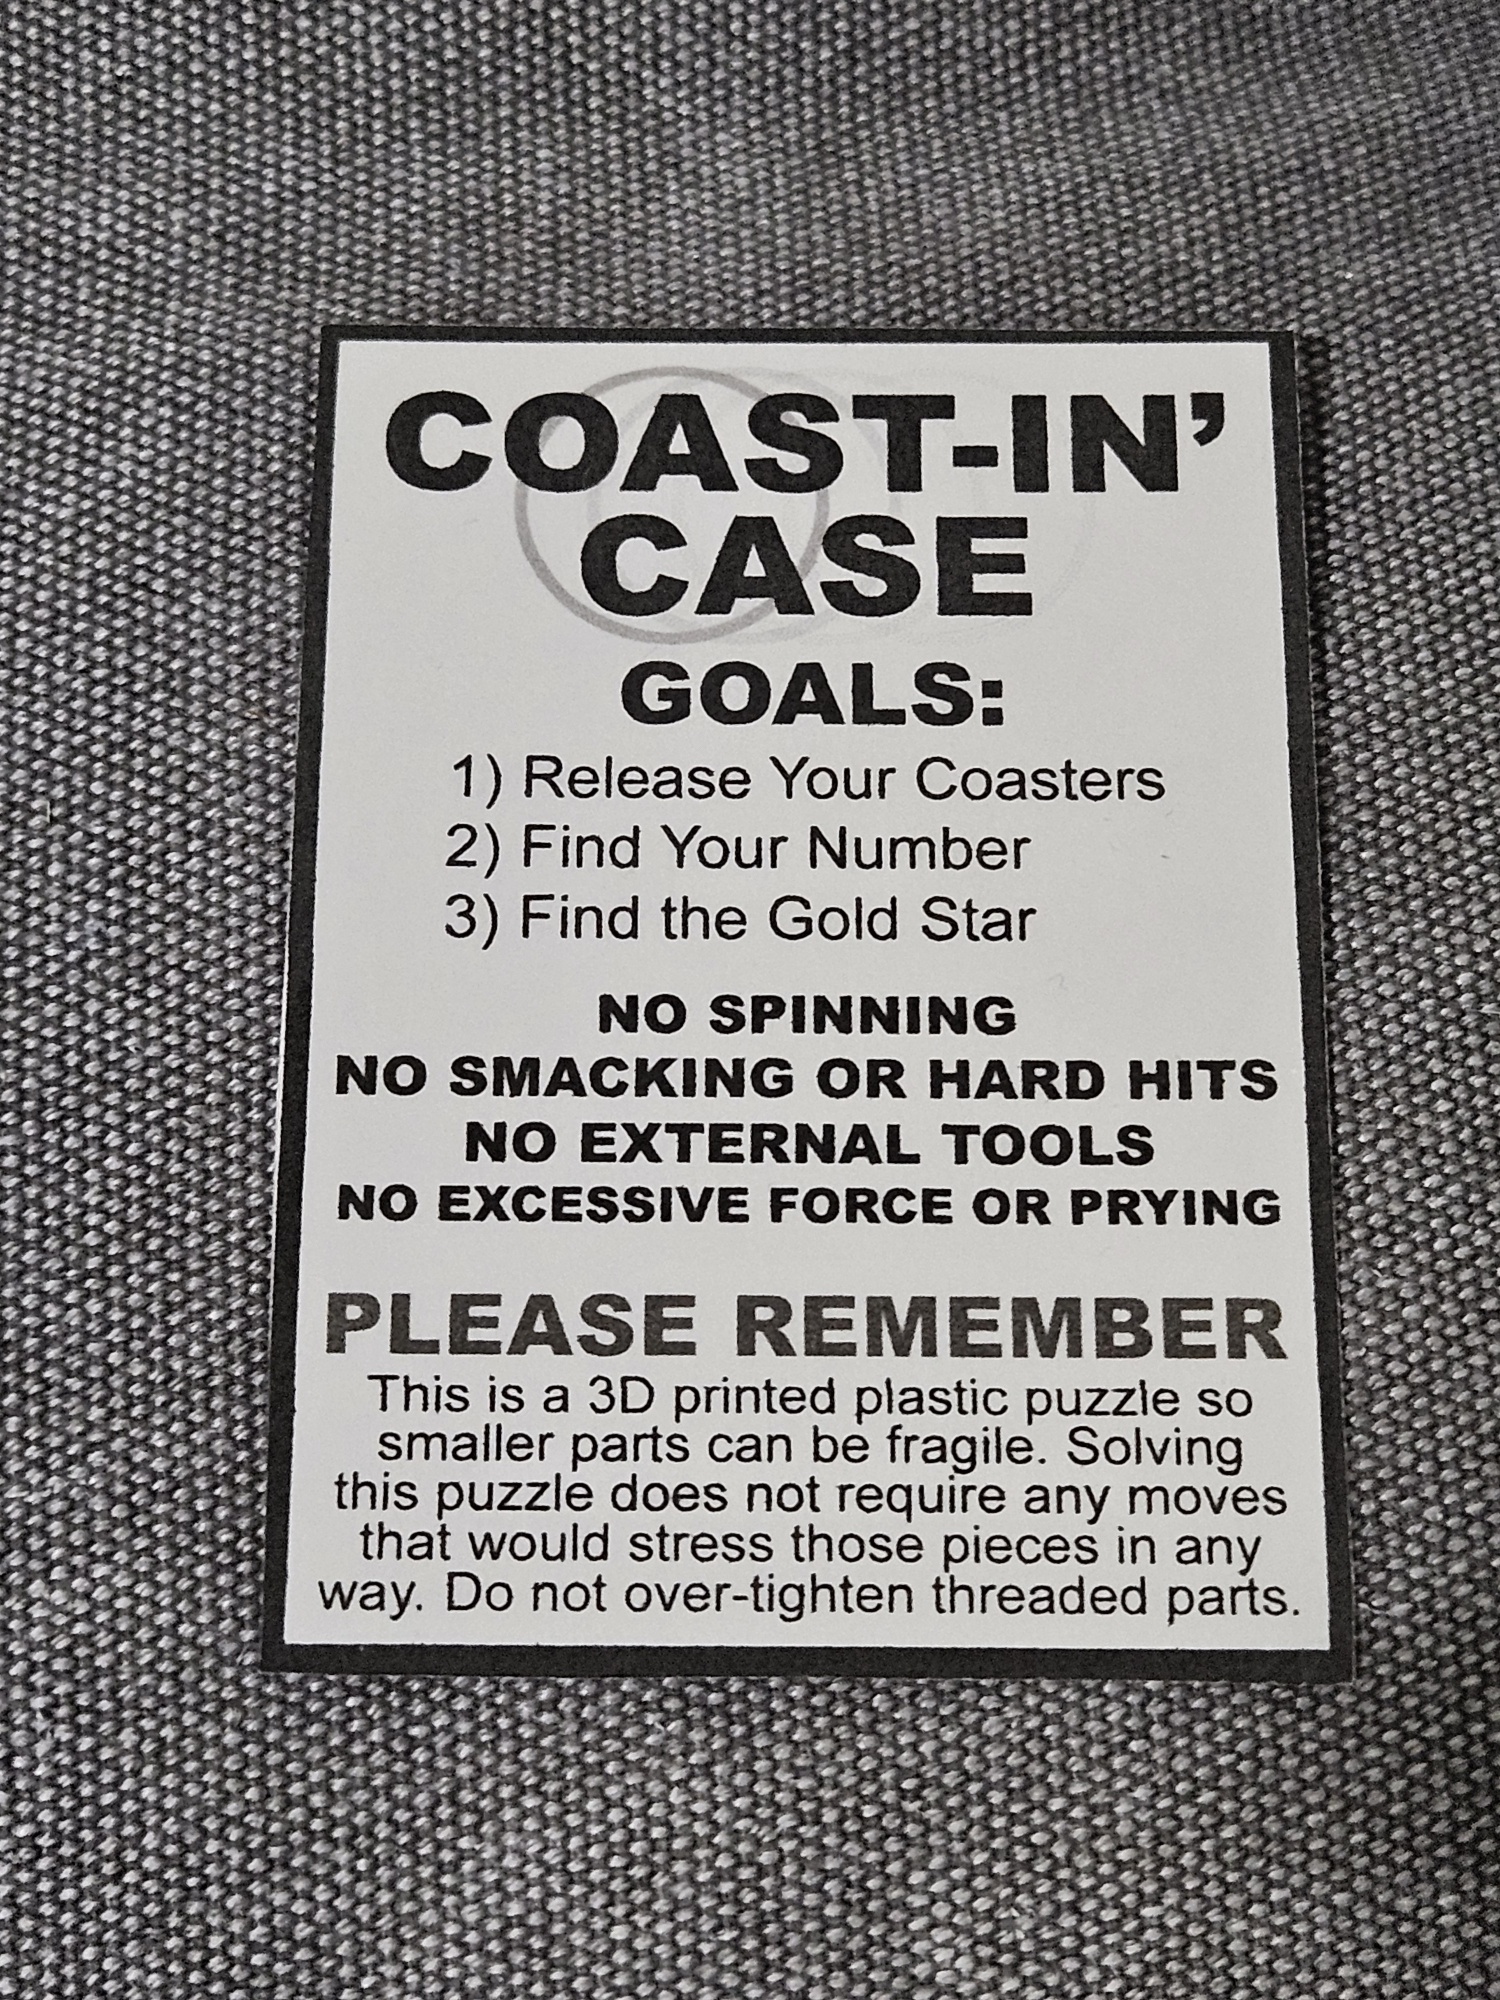 COAST-IN’
CASE
GOALS:
1) Release Your Coasters
2) Find Your Number
3) Find the Gold Star
NO SPINNING
NO SMACKING OR HARD HITS
NO EXTERNAL TOOLS
NO EXCESSIVE FORCE OR PRYING
PLEASE REMEMBER
This is a 3D printed plastic puzzle so
smaller parts can be fragile. Solving
this puzzle does not require any moves
that would stress those pieces in any
way. Do not over-tighten threaded parts.